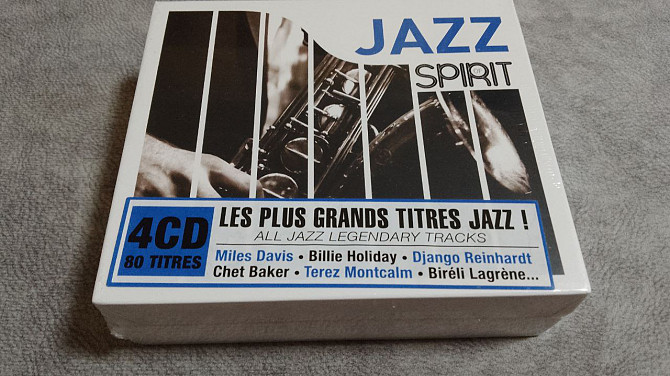 JAZZ
SPIRIT
OF
4CD
80 TITRES
LES PLUS GRANDS TITRES JAZZ !
ALL JAZZ LEGENDARY TRACKS
Miles Davis • Billie Holiday • Django Reinhardt
Chet Baker • Terez Montcalm • Biréli Lagrène...